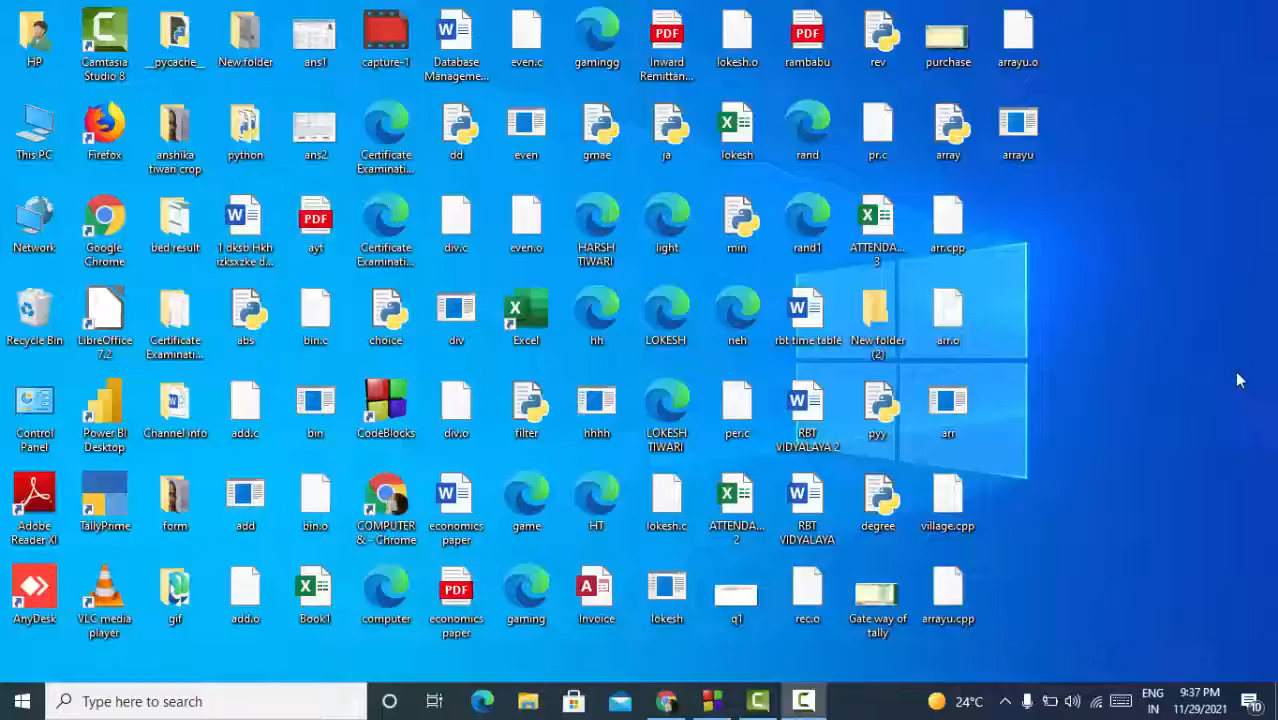 HP
Camtasia
Studio 8
__pycache__
New folder
ans1
capture-1
Database
Manageme...
even.c
gamingg
Inward
Remittan...
lokesh.o
rambabu
rev
purchase
arrayu.o
This PC
Firefox
anshika
tiwari crop
python
ans2
Certificate
Examinati...
dd
even
gmae
ja
lokesh
rand
pr.c
array
arrayu
Network
Google
Chrome
bed result
1 dksb Hkh
izksxzke d...
ayt
Certificate
Examinati...
div.c
even.o
HARSH
TIWARI
light
min
rand1
ATTENDA...
3
arr.cpp
Recycle Bin
LibreOffice
7.2
Certificate
Examinati...
abs
bin.c
choice
div
Excel
hh
LOKESH
neh
rbt time table
New folder
(2)
arr.o
Control
Panel
Power BI
Desktop
Channel info
add.c
bin
CodeBlocks
div.o
filter
hhhh
LOKESH
TIWARI
per.c
RBT
VIDYALAYA 2
pyy
arr
Adobe
Reader XI
TallyPrime
form
add
bin.o
COMPUTER
& - Chrome
economics
paper
game
HT
lokesh.c
ATTENDA...
2
RBT
VIDYALAYA
degree
village.cpp
AnyDesk
VLC media
player
gif
add.o
Book1
computer
PDF
economics
paper
gaming
Invoice
lokesh
q1
rec.o
Gate way of
tally
arrayu.cpp
Type here to search
24°C
ENG
IN
9:37 PM
11/29/2021
10